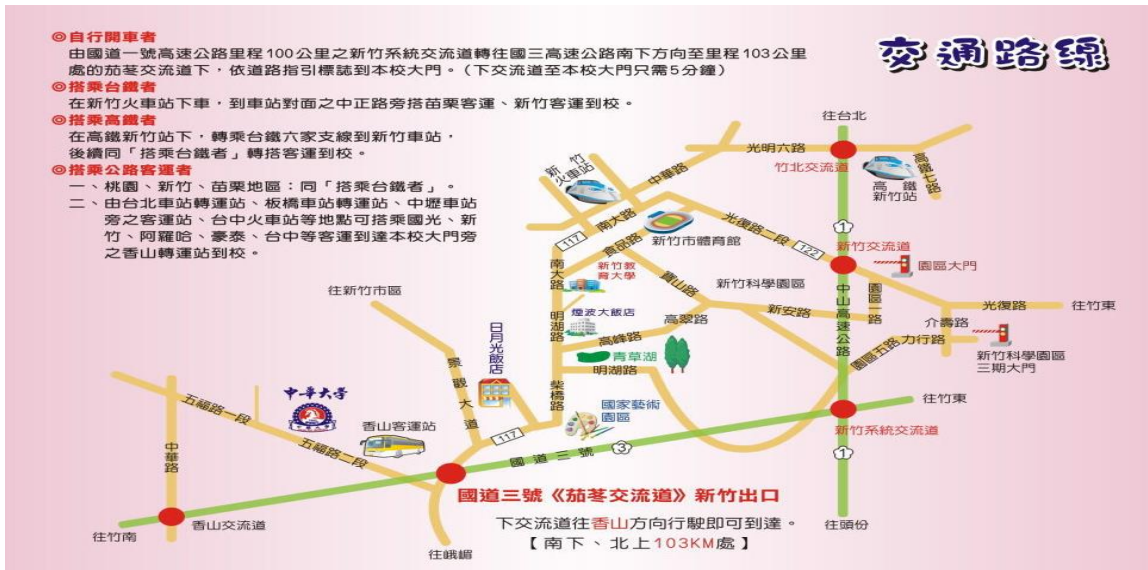 交通路線
◎自行開車者
由國道一號高速公路里程100公里之新竹系統交流道轉往國三高速公路南下方向至里程103公里
處的茄苳交流道下，依道路指引標誌到本校大門。(下交流道至本校大門只需5分鐘)
◎搭乘台鐵者
在新竹火車站下車，到車站對面之中正路旁搭苗栗客運、新竹客運到校。
◎搭乘高鐵者
在高鐵新竹站下，轉乘台鐵六家支線到新竹車站，
後續同「搭乘台鐵者」轉搭客運到校。
◎搭乘公路客運者
一、桃園、新竹、苗栗地區：同「搭乘台鐵者」。
二、由台北車站轉運站、板橋車站轉運站、中壢車站
旁之客運站、台中火車站等地點可搭乘國光、新
竹、阿羅哈、豪泰、台中等客運到達本校大門旁
之香山轉運站到校。
往台北
光明六路
竹北交流道
高鐵七路
高鐵
新竹站
新竹
火車站
中華路
南大路
117
食品路
新竹市體育館
光復路二段
122
1
新竹交流道
園區大門
南大路
新竹教
育大學
寶山路
新竹科學園區
中山高速公路
園區一路
往新竹市區
煙波大飯店
明湖路
高翠路
新安路
光復路
往竹東
介壽路
日月光飯店
高峰路
園區五路
力行路
新竹科學園區
三期大門
景觀大道
青草湖
明湖路
柴橋路
中華大學
五福路一段
香山客運站
國家藝術
園區
往竹東
117
新竹系統交流道
中華路
五福路二段
國道三號
3
1
國道三號《茄苳交流道》新竹出口
下交流道往香山方向行駛即可到達。
【南下、北上103KM處】
香山交流道
往竹南
往峨嵋
往頭份